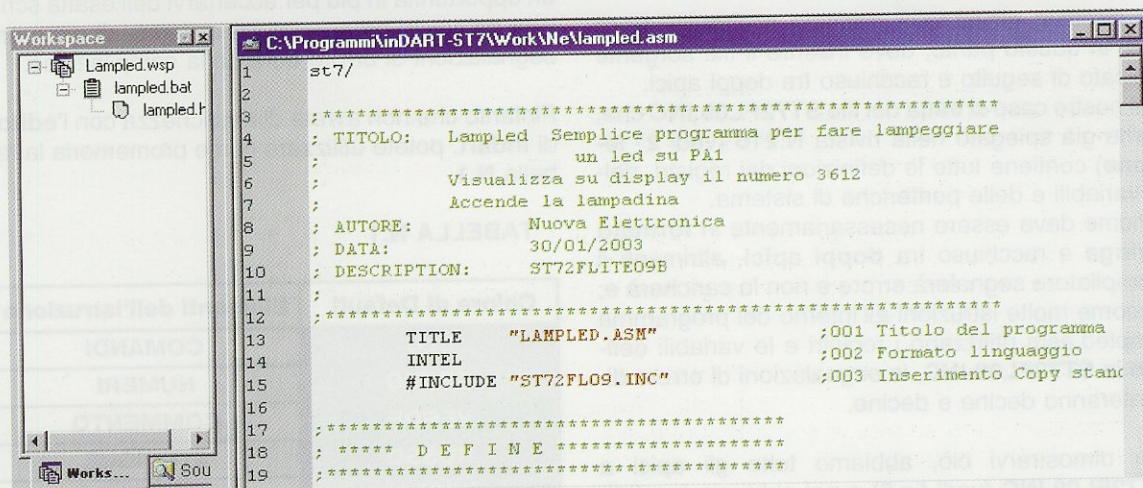 Workspace
Lampled.wsp
lampled.bat
lampled.h
Works...
Sou
C:\Programmi\inDART-ST7\Work\Ne\lampled.asm
1 st7/
2
3 ;*****************************************************************
4 ; TITOLO: Lampled Semplice programma per fare lampeggiare
5 ; un led su PA1
6 ; Visualizza su display il numero 3612
7 ; Accende la lampadina
8 ; AUTORE: Nuova Elettronica
9 ; DATA: 30/01/2003
10 ; DESCRIPTION: ST72FLITE09B
11 ;
12 ;*****************************************************************
13 TITLE "LAMPLED.ASM" ;001 Titolo del programma
14 INTEL ;002 Formato linguaggio
15 #INCLUDE "ST72FL09.INC" ;003 Inserimento Copy stand
16
17 ;*******************************************
18 ; ***** D E F I N E **********************
19 ;*******************************************